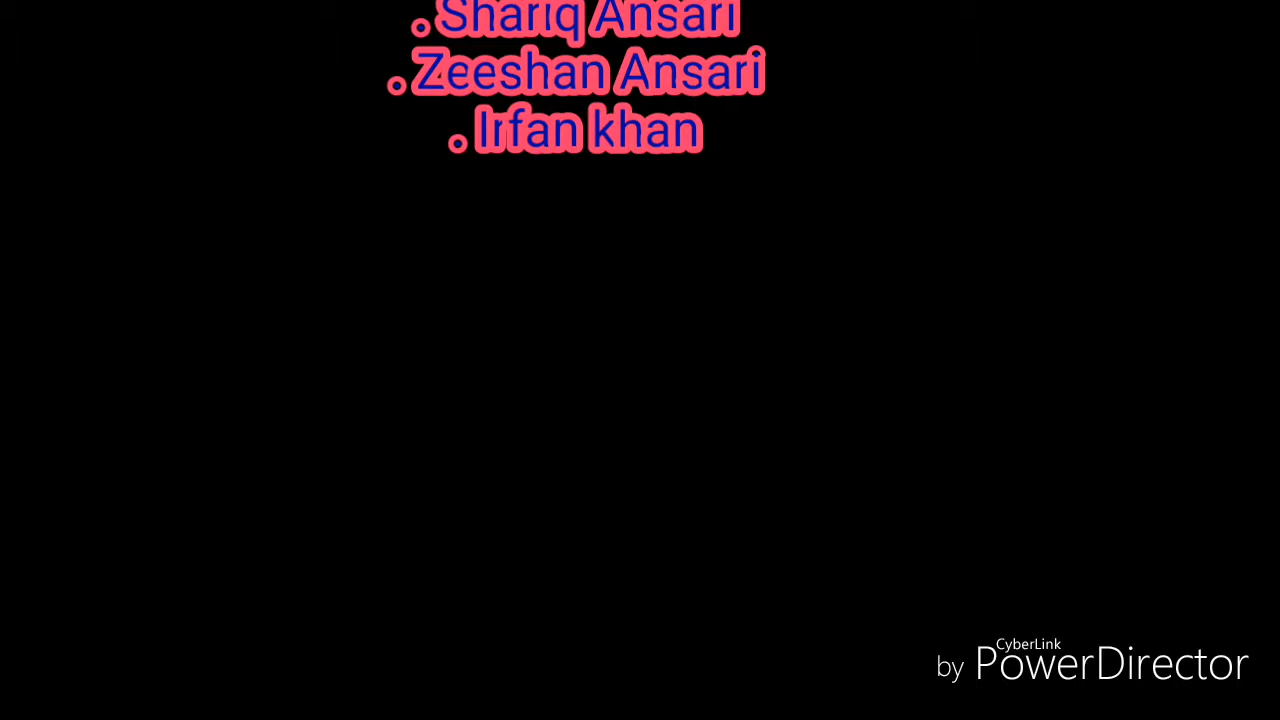 . Shariq Ansari
. Zeeshan Ansari
. Irfan khan
CyberLink
by PowerDirector